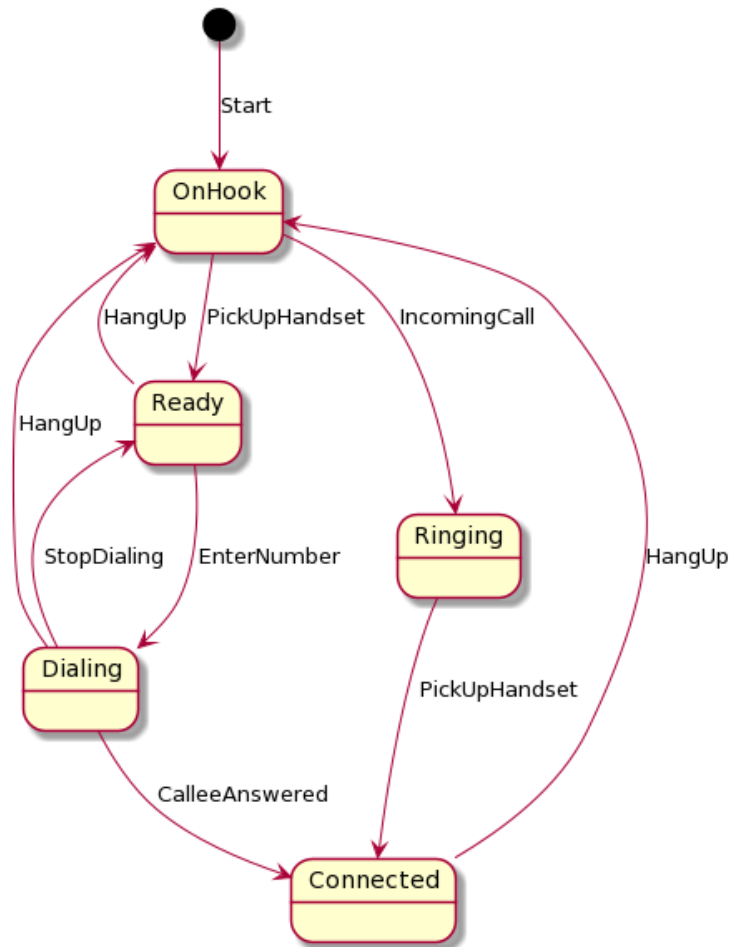 Start
OnHook
HangUp
PickUpHandset
IncomingCall
Ready
HangUp
StopDialing
EnterNumber
Ringing
HangUp
Dialing
PickUpHandset
CalleeAnswered
Connected